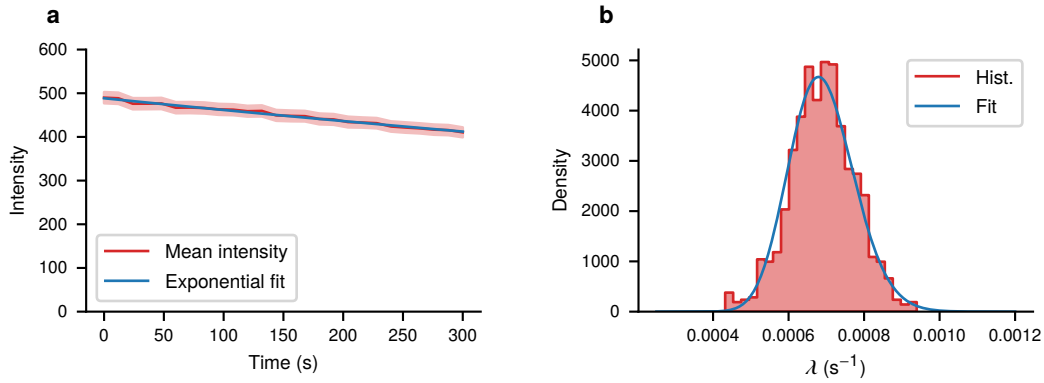 a
Intensity
600
500
400
300
200
100
0
Mean intensity
Exponential fit
0 50 100 150 200 250 300
Time (s)
b
Density
5000
4000
3000
2000
1000
0
Hist.
Fit
0.0004 0.0006 0.0008 0.0010 0.0012
λ (s⁻¹)